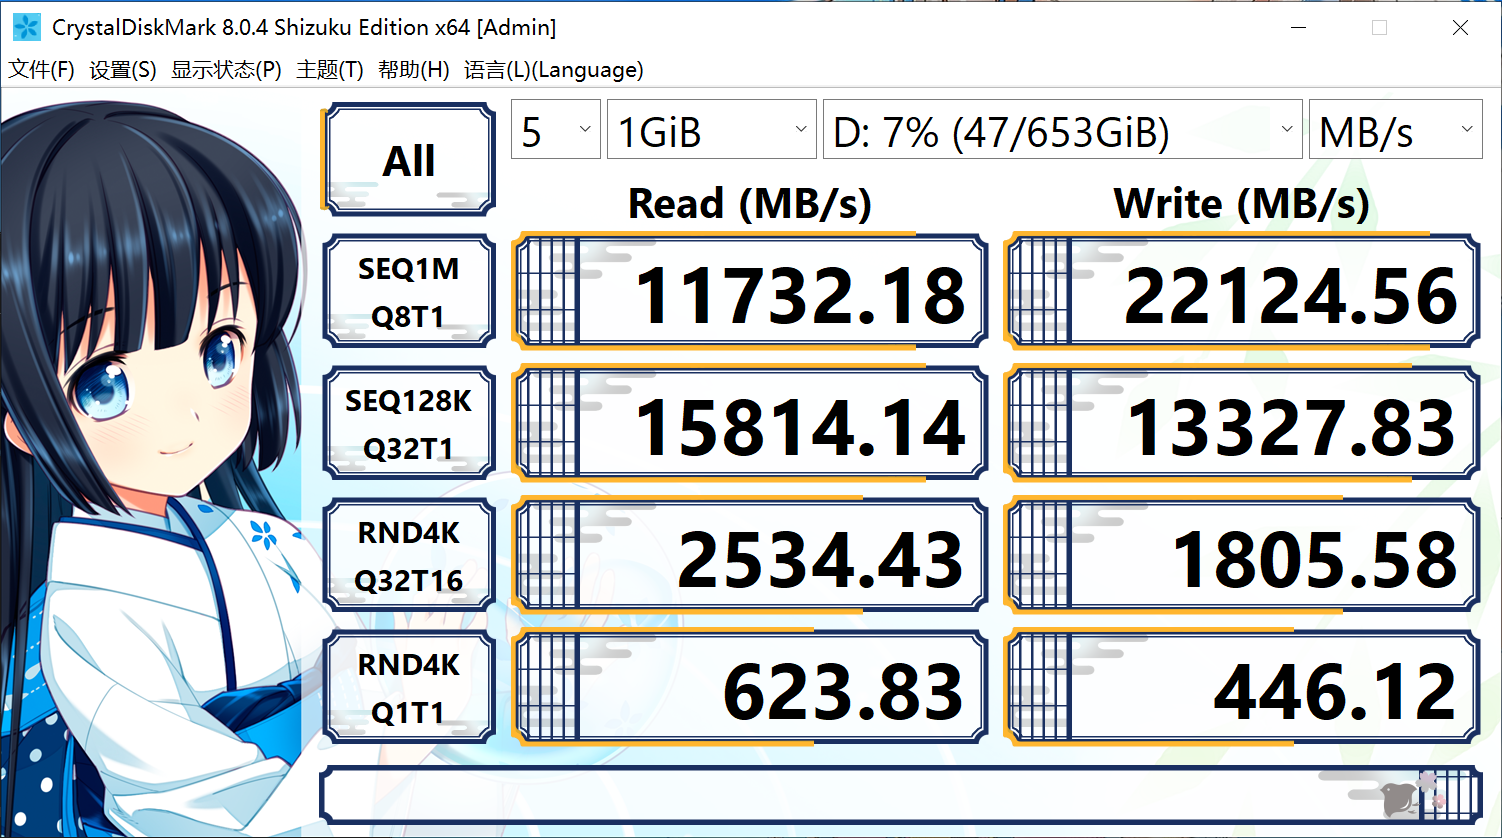 CrystalDiskMark 8.0.4 Shizuku Edition x64 [Admin]
文件(F) 设置(S) 显示状态(P) 主题(T) 帮助(H) 语言(L)(Language)
All 5 1GiB D: 7% (47/653GiB) MB/s
Read (MB/s) Write (MB/s)
SEQ1M
Q8T1
11732.18 22124.56
SEQ128K
Q32T1
15814.14 13327.83
RND4K
Q32T16
2534.43 1805.58
RND4K
Q1T1
623.83 446.12